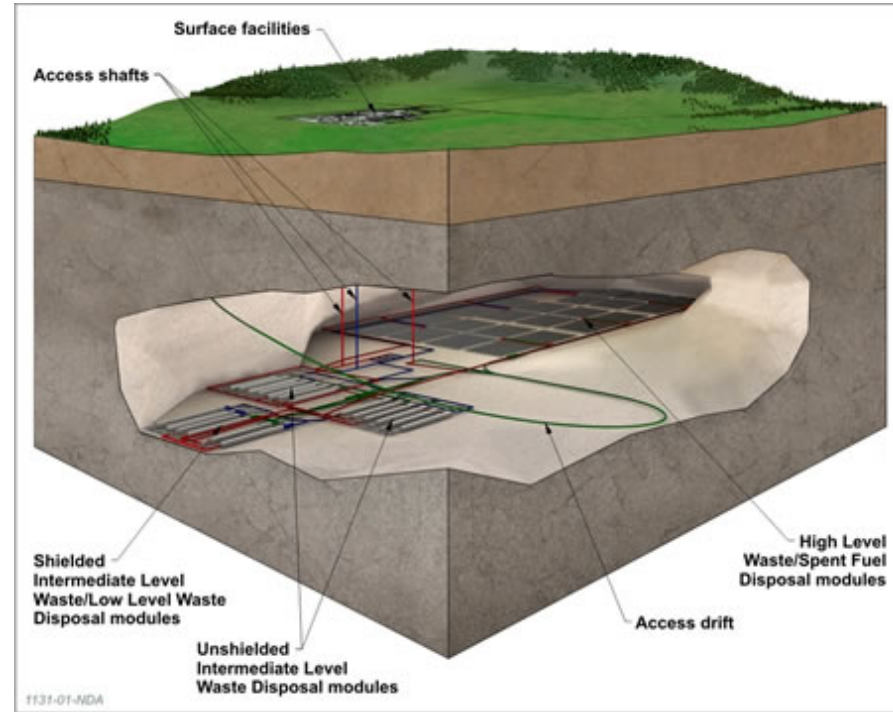 Surface facilities
Access shafts
Shielded
Intermediate Level
Waste/Low Level Waste
Disposal modules
Unshielded
Intermediate Level
Waste Disposal modules
High Level
Waste/Spent Fuel
Disposal modules
Access drift
1131-01-NDA